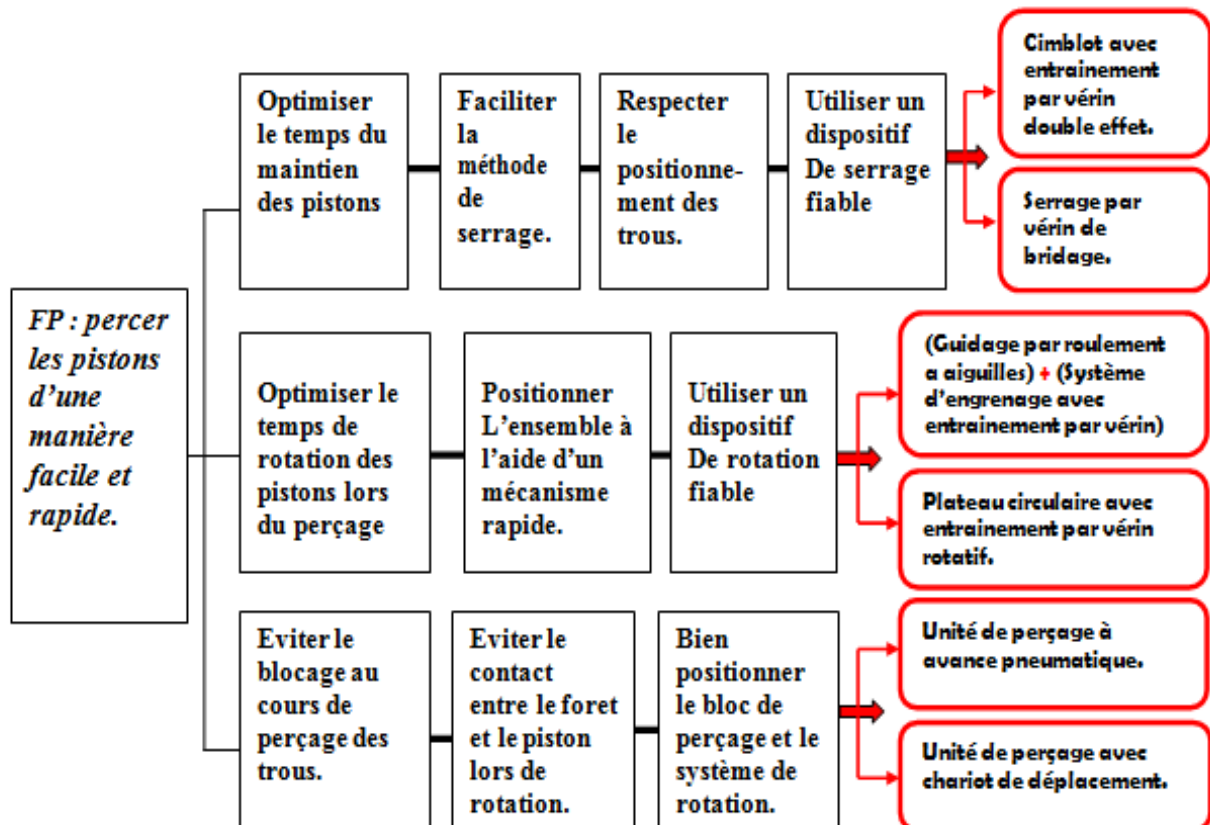 FP : percer
les pistons
d’une
manière
facile et
rapide.
Optimiser
le temps du
maintien
des pistons
Faciliter
la
méthode
de
serrage.
Respecter
le
positionne-
ment des
trous.
Utiliser un
dispositif
De serrage
fiable
Cimblot avec
entrainement
par vérin
double effet.
Serrage par
vérin de
bridage.
Optimiser le
temps de
rotation des
pistons lors
du perçage
Positionner
L’ensemble à
l’aide d’un
mécanisme
rapide.
Utiliser un
dispositif
De rotation
fiable
(Guidage par roulement
a aiguilles) + (Système
d’engrenage avec
entrainement par vérin)
Plateau circulaire avec
entrainement par vérin
rotatif.
Eviter le
blocage au
cours de
perçage des
trous.
Eviter le
contact
entre le foret
et le piston
lors de
rotation.
Bien
positionner
le bloc de
perçage et le
système de
rotation.
Unité de perçage à
avance pneumatique.
Unité de perçage avec
chariot de déplacement.